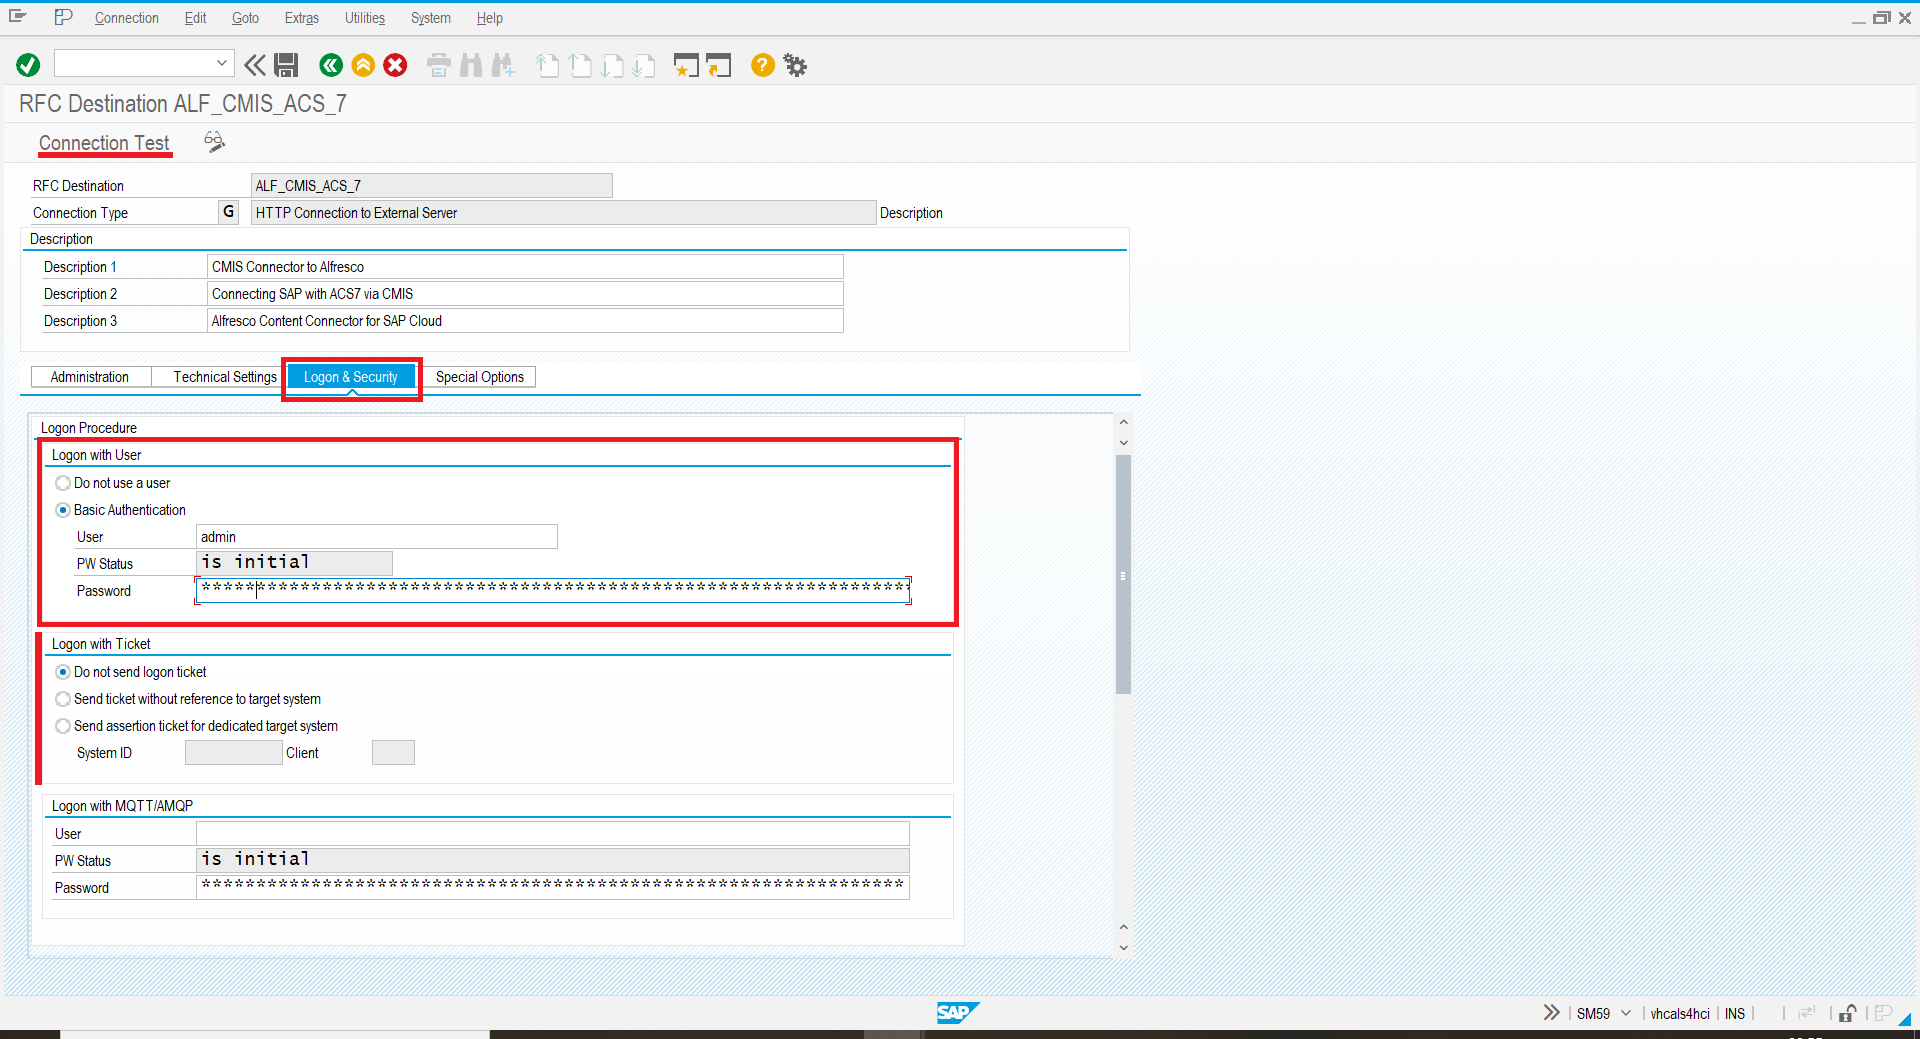 Connection Edit Goto Extras Utilities System Help
RFC Destination ALF_CMIS_ACS_7
Connection Test
RFC Destination ALF_CMIS_ACS_7
Connection Type G HTTP Connection to External Server Description
Description
Description 1 CMIS Connector to Alfresco
Description 2 Connecting SAP with ACS7 via CMIS
Description 3 Alfresco Content Connector for SAP Cloud
Administration Technical Settings Logon & Security Special Options
Logon Procedure
Logon with User
Do not use a user
Basic Authentication
User admin
PW Status is initial
Password ****************************************************************
Logon with Ticket
Do not send logon ticket
Send ticket without reference to target system
Send assertion ticket for dedicated target system
System ID Client
Logon with MQTT/AMQP
User
PW Status is initial
Password ****************************************************************
SAP SM59 vhcals4hci INS